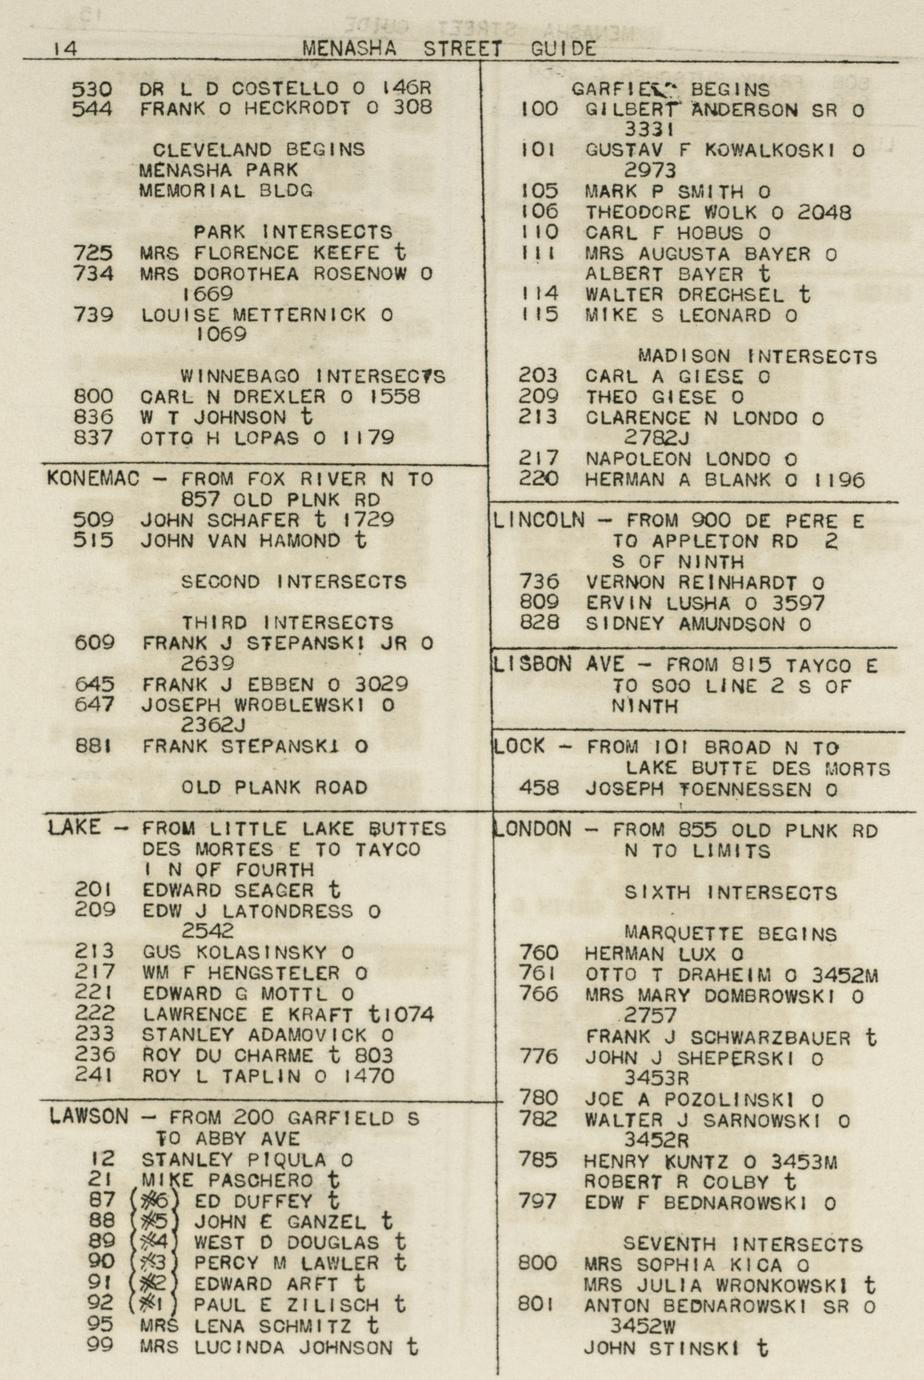 14 MENASHA STREET GUIDE
530 DR L D COSTELLO O 146R
544 FRANK O HECKRODT O 308
CLEVELAND BEGINS
MENASHA PARK
MEMORIAL BLDG
PARK INTERSECTS
725 MRS FLORENCE KEEFE t
734 MRS DOROTHEA ROSENOW O
1669
739 LOUISE METTERNICK O
1069
WINNEBAGO INTERSECTS
800 CARL N DREXLER O 1558
836 W T JOHNSON t
837 OTTO H LOPAS O 1179
KONEMAC - FROM FOX RIVER N TO
857 OLD PLNK RD
509 JOHN SCHAFER t 1729
515 JOHN VAN HAMOND t
SECOND INTERSECTS
THIRD INTERSECTS
609 FRANK J STEPANSKI JR O
2639
645 FRANK J EBBEN O 3029
647 JOSEPH WROBLEWSKI O
2362J
881 FRANK STEPANSKI O
OLD PLANK ROAD
LAKE - FROM LITTLE LAKE BUTTES
DES MORTES E TO TAYCO
1 N OF FOURTH
201 EDWARD SEAGER t
209 EDW J LATONDRESS O
2542
213 GUS KOLASINSKY O
217 WM F HENGSTELER O
221 EDWARD G MOTTL O
222 LAWRENCE E KRAFT t1074
233 STANLEY ADAMOVICK O
236 ROY DU CHARME t 803
241 ROY L TAPLIN O 1470
LAWSON - FROM 200 GARFIELD S
TO ABBY AVE
12 STANLEY PIQULA O
21 MIKE PASCHERO t
87 (#6) ED DUFFEY t
88 (#5) JOHN E GANZEL t
89 (#4) WEST D DOUGLAS t
90 (#3) PERCY M LAWLER t
91 (#2) EDWARD ARFT t
92 (#1) PAUL E ZILISCH t
95 MRS LENA SCHMITZ t
99 MRS LUCINDA JOHNSON t
GARFIELD BEGINS
100 GILBERT ANDERSON SR O
3331
101 GUSTAV F KOWALKOSKI O
2973
105 MARK P SMITH O
106 THEODORE WOLK O 2048
110 CARL F HOBUS O
111 MRS AUGUSTA BAYER O
ALBERT BAYER t
114 WALTER DRECHSEL t
115 MIKE S LEONARD O
MADISON INTERSECTS
203 CARL A GIESE O
209 THEO GIESE O
213 CLARENCE N LONDO O
2782J
217 NAPOLEON LONDO O
220 HERMAN A BLANK O 1196
LINCOLN - FROM 900 DE PERE E
TO APPLETON RD 2
S OF NINTH
736 VERNON REINHARDT O
809 ERVIN LUSHA O 3597
828 SIDNEY AMUNDSON O
LISBON AVE - FROM 815 TAYCO E
TO SOO LINE 2 S OF
NINTH
LOCK - FROM 101 BROAD N TO
LAKE BUTTE DES MORTS
458 JOSEPH TOENNESSEN O
LONDON - FROM 855 OLD PLNK RD
N TO LIMITS
SIXTH INTERSECTS
MARQUETTE BEGINS
760 HERMAN LUX O
761 OTTO T DRAHEIM O 3452M
766 MRS MARY DOMBROWSKI O
2757
FRANK J SCHWARZBAUER t
776 JOHN J SHEPERSKI O
3453R
780 JOE A POZOLINSKI O
782 WALTER J SARNOWSKI O
3452R
785 HENRY KUNTZ O 3453M
ROBERT R COLBY t
797 EDW F BEDNAROWSKI O
SEVENTH INTERSECTS
800 MRS SOPHIA KICA O
MRS JULIA WRONKOWSKI t
801 ANTON BEDNAROWSKI SR O
3452W
JOHN STINSKI t